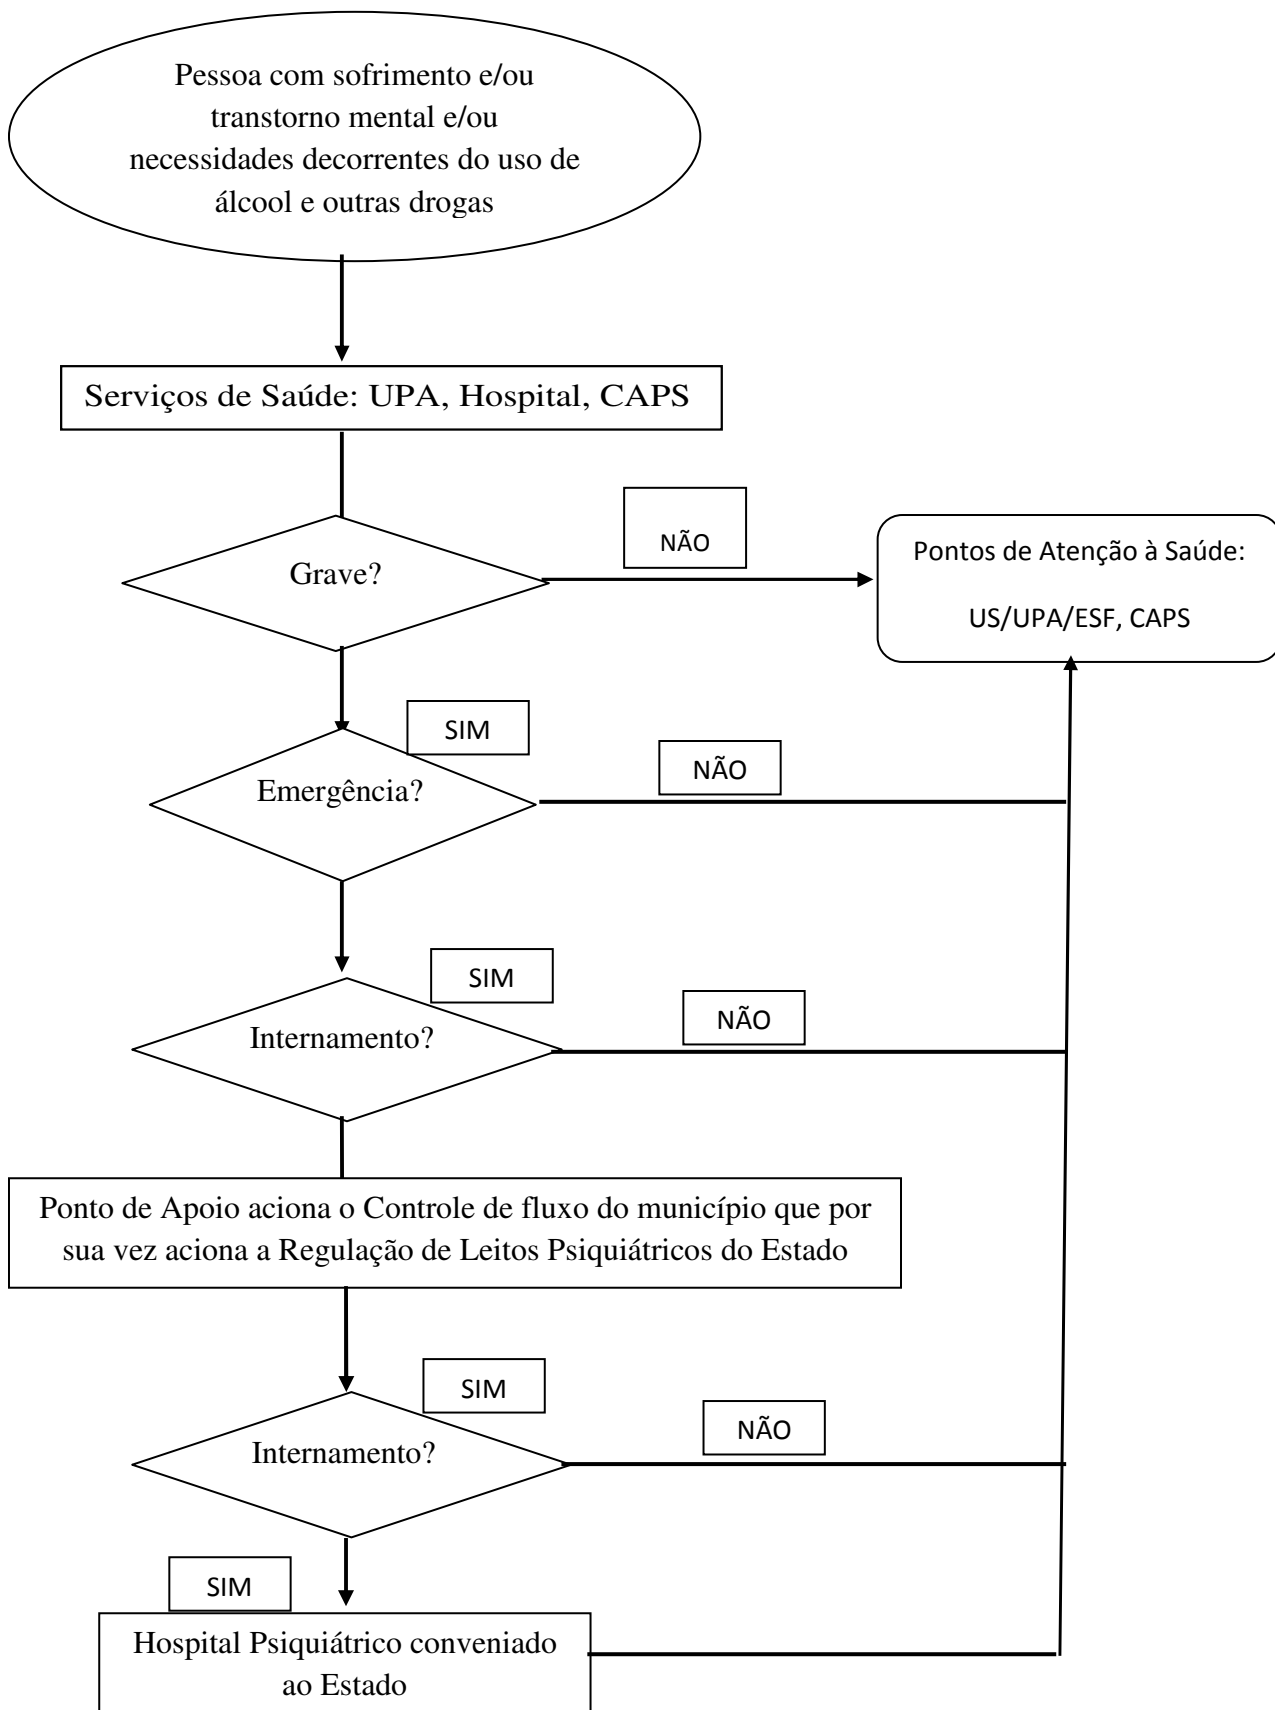 Pessoa com sofrimento e/ou
transtorno mental e/ou
necessidades decorrentes do uso de
álcool e outras drogas
Serviços de Saúde: UPA, Hospital, CAPS
NÃO
Grave?
Pontos de Atenção à Saúde:
US/UPA/ESF, CAPS
SIM
NÃO
Emergência?
SIM
NÃO
Internamento?
Ponto de Apoio aciona o Controle de fluxo do município que por
sua vez aciona a Regulação de Leitos Psiquiátricos do Estado
SIM
NÃO
Internamento?
SIM
Hospital Psiquiátrico conveniado
ao Estado